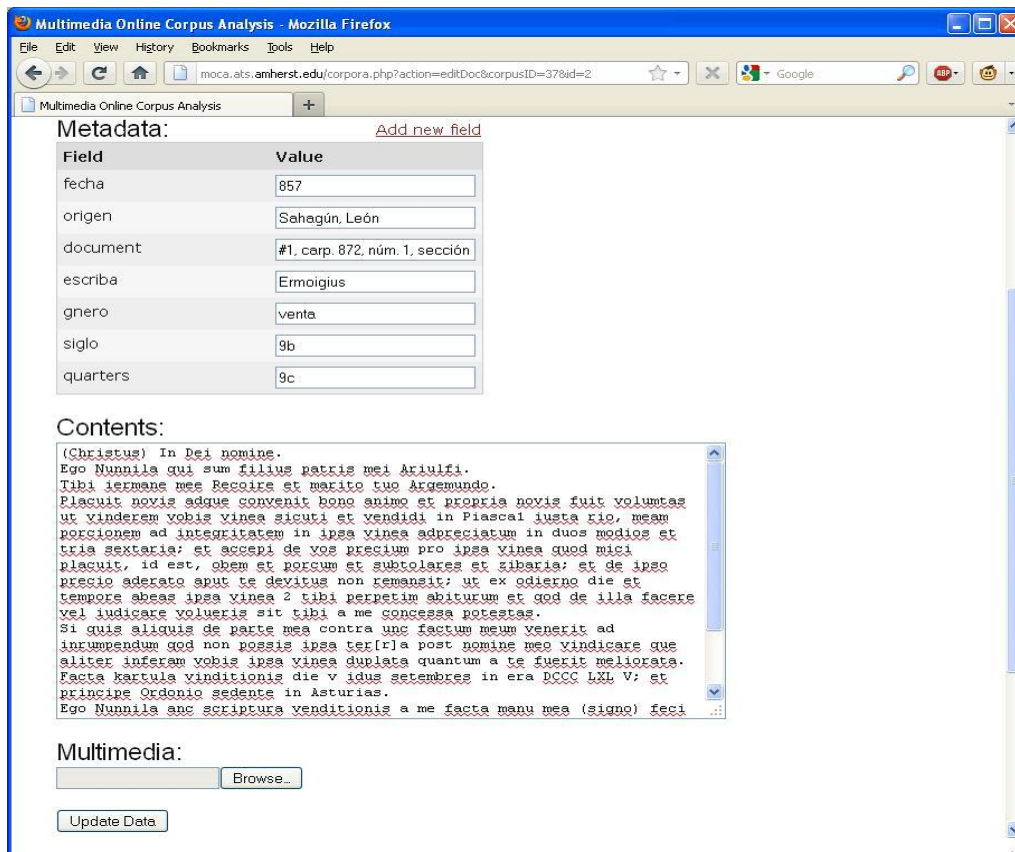 Multimedia Online Corpus Analysis - Mozilla Firefox
File Edit View History Bookmarks Tools Help
moca.ats.amherst.edu/corpora.php?action=editDoc&corpusID=37&id=2 Google ABP
Multimedia Online Corpus Analysis +
Metadata: Add new field
Field Value
fecha 857
origen Sahagún, León
document #1, carp. 872, núm. 1, sección
escriba Ermoigius
gnero venta
siglo 9b
quarters 9c
Contents:
(Christus) In Dei nomine.
Ego Nunnila qui sum filius patris mei Ariulfi.
Tibi iermane mee Recoire et marito tuo Argemundo.
Placuit novis adque convenit bono animo et propria novis fuit volumtas
ut vinderem vobis vinea sicuti et vendidi in Piasca1 iusta rio, meam
porcionem ad integritatem in ipsa vinea adpreciatum in duos modios et
tria sextaria; et accepi de vos precium pro ipsa vinea quod mici
placuit, id est, obem et porcum et subtolares et zibaria; et de ipso
precio aderato aput te devitus non remansit; ut ex odierno die et
tempore abeas ipsa vinea 2 tibi perpetim abiturum et qod de illa facere
vel iudicare volueris sit tibi a me concessa potestas.
Si quis aliquis de parte mea contra unc factum meum venerit ad
inrumpendum qod non possis ipsa ter[r]a post nomine meo vindicare que
aliter inferam vobis ipsa vinea duplata quantum a te fuerit meliorata.
Facta kartula vinditionis die v idus setembres in era DCCC LXL V; et
principe Ordonio sedente in Asturias.
Ego Nunnila anc scriptura venditionis a me facta manu mea (signo) feci
Multimedia:
Browse...
Update Data